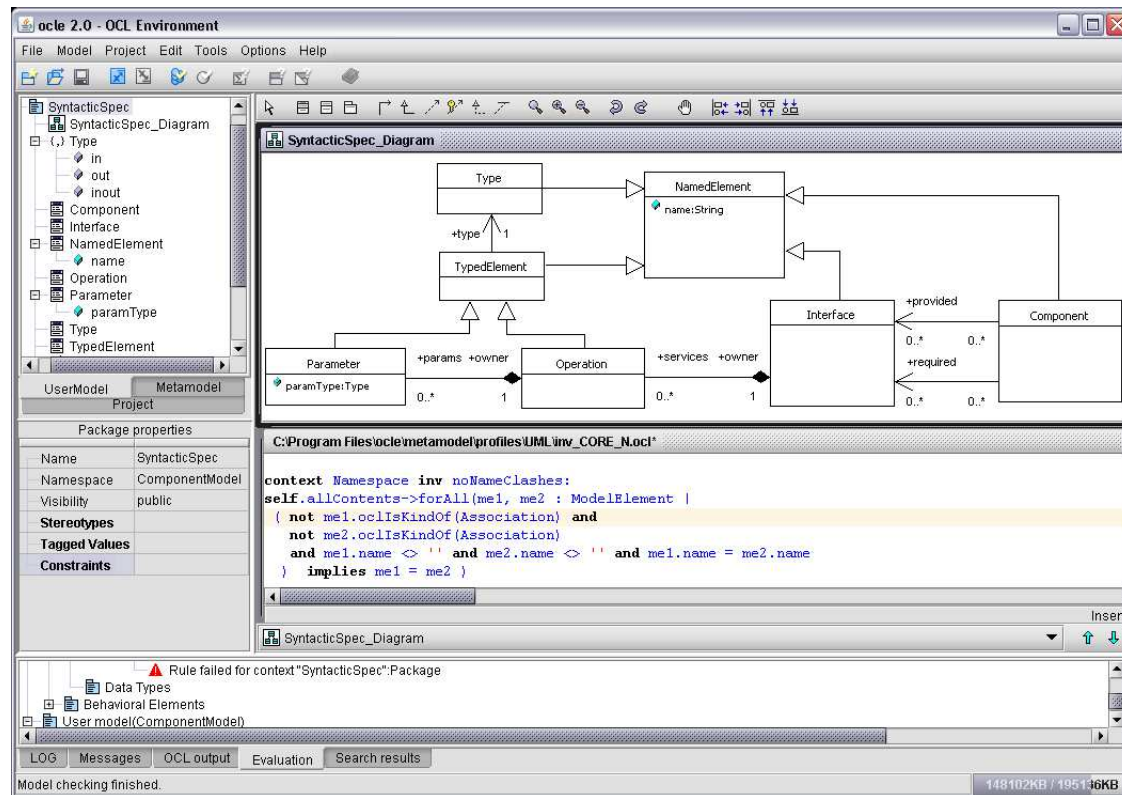 ocle 2.0 - OCL Environment
File Model Project Edit Tools Options Help
SyntacticSpec
SyntacticSpec_Diagram
(,) Type
in
out
inout
Component
Interface
NamedElement
name
Operation
Parameter
paramType
Type
TypedElement
UserModel Metamodel
Project
Package properties
Name SyntacticSpec
Namespace ComponentModel
Visibility public
Stereotypes
Tagged Values
Constraints
SyntacticSpec_Diagram
Type
NamedElement
name:String
+type 1
TypedElement
Interface
+provided
0..* 0..*
Component
+required
0..* 0..*
Parameter
paramType:Type
+params +owner
0..* 1
Operation
+services +owner
0..* 1
C:\Program Files\ocle\metamodel\profiles\UML\inv_CORE_N.ocl*
context Namespace inv noNameClashes:
self.allContents->forAll(me1, me2 : ModelElement |
( not me1.oclIsKindOf(Association) and
not me2.oclIsKindOf(Association)
and me1.name <> '' and me2.name <> '' and me1.name = me2.name
) implies me1 = me2 )
Inser
SyntacticSpec_Diagram
Rule failed for context "SyntacticSpec":Package
Data Types
Behavioral Elements
User model(ComponentModel)
LOG Messages OCL output Evaluation Search results
Model checking finished.
148102KB / 195136KB